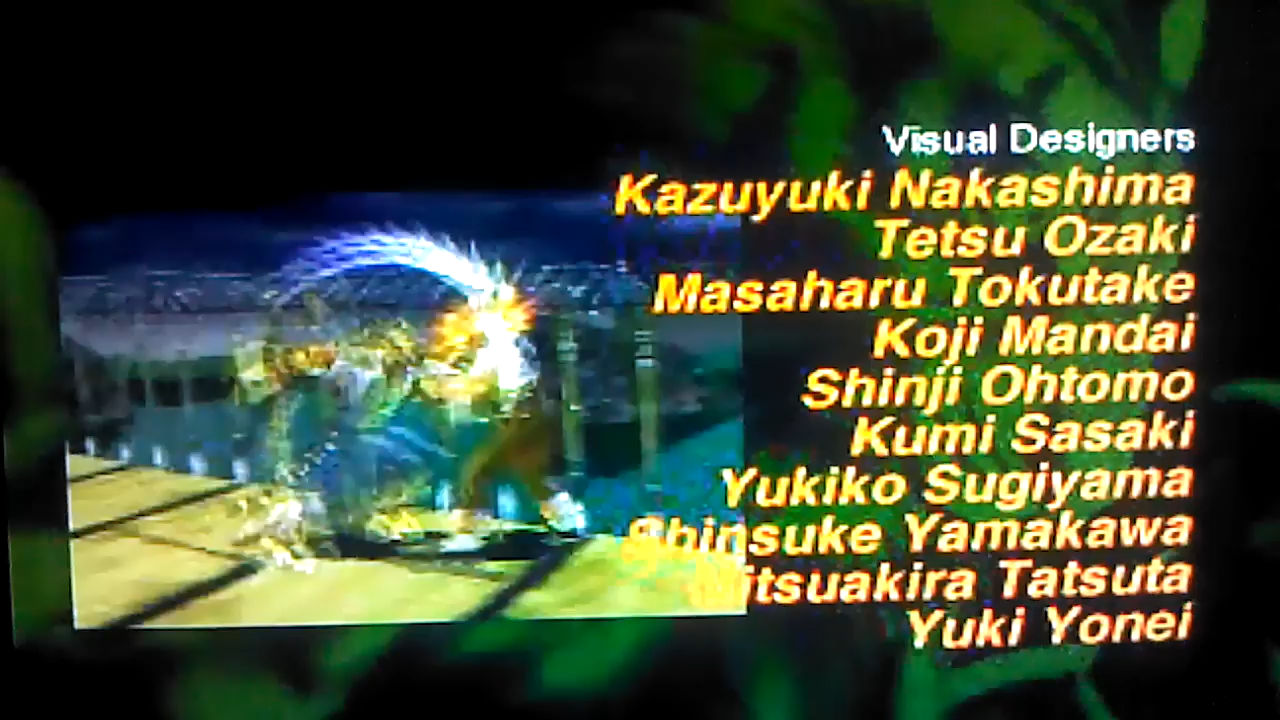 Visual Designers
Kazuyuki Nakashima
Tetsu Ozaki
Masaharu Tokutake
Koji Mandai
Shinji Ohtomo
Kumi Sasaki
Yukiko Sugiyama
Shinsuke Yamakawa
Mitsuakira Tatsuta
Yuki Yonei